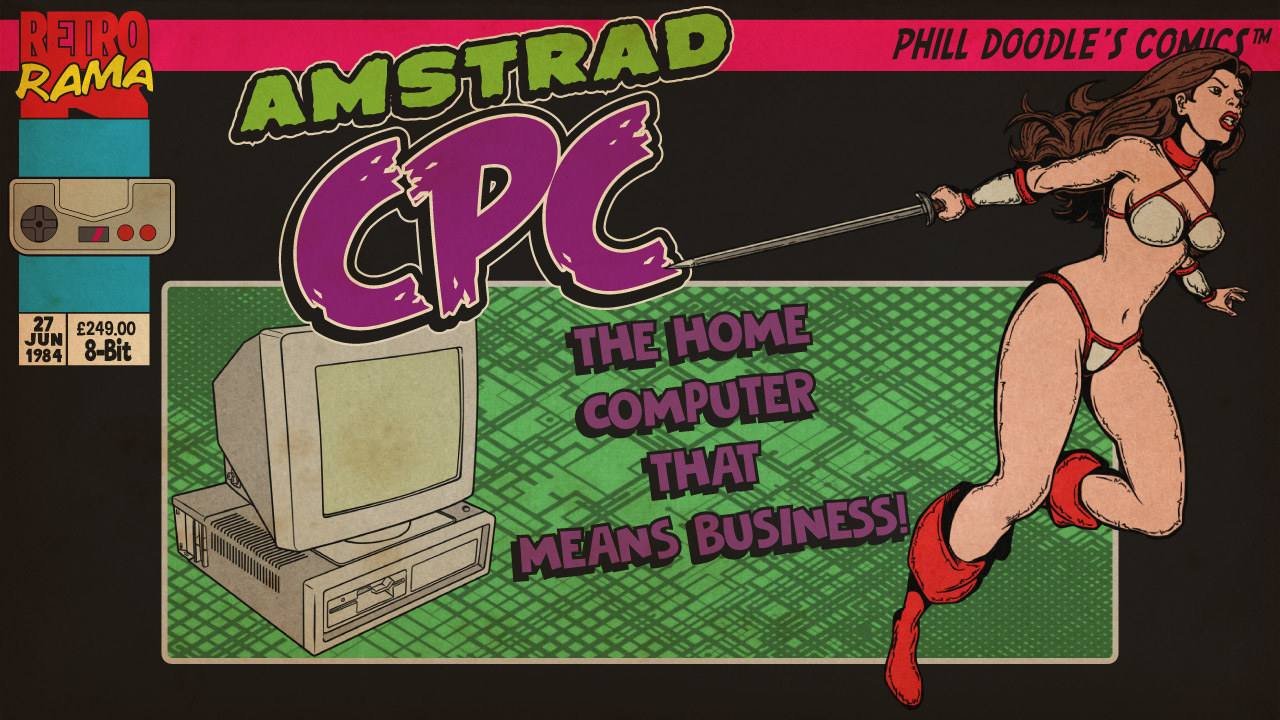 RETRO
RAMA
PHILL DOODLE'S COMICS™
AMSTRAD
CPC
27
JUN
1984
£249.00
8-Bit
THE HOME
COMPUTER
THAT
MEANS BUSINESS!